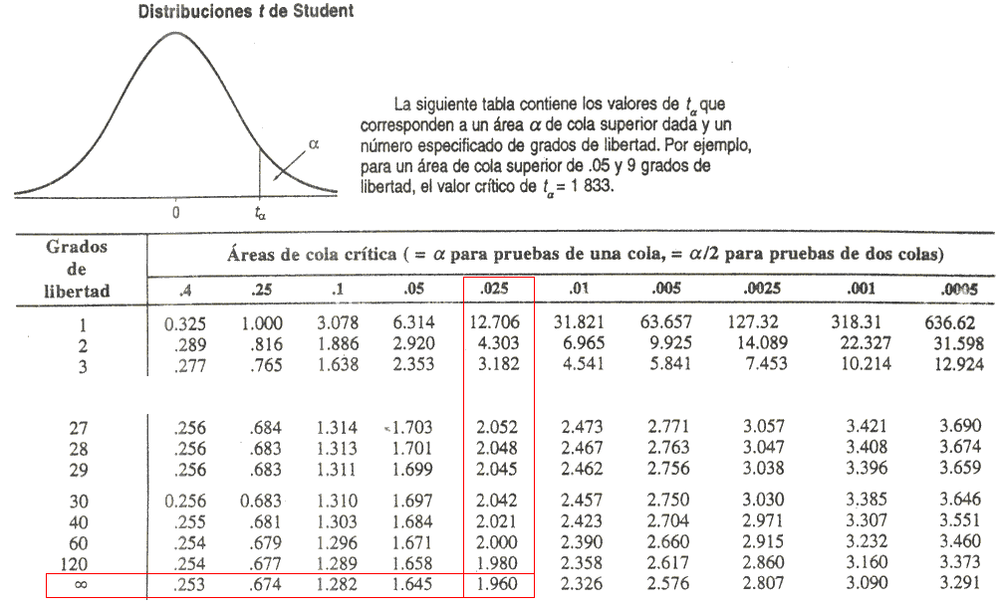 Distribuciones t de Student
La siguiente tabla contiene los valores de tα que
corresponden a un área α de cola superior dada y un
número especificado de grados de libertad. Por ejemplo,
para un área de cola superior de .05 y 9 grados de
libertad, el valor crítico de tα = 1 833.
α
0 tα
Grados de libertad
Áreas de cola crítica ( = α para pruebas de una cola, = α/2 para pruebas de dos colas)
.4 .25 .1 .05 .025 .01 .005 .0025 .001 .0005
1 0.325 1.000 3.078 6.314 12.706 31.821 63.657 127.32 318.31 636.62
2 .289 .816 1.886 2.920 4.303 6.965 9.925 14.089 22.327 31.598
3 .277 .765 1.638 2.353 3.182 4.541 5.841 7.453 10.214 12.924
27 .256 .684 1.314 1.703 2.052 2.473 2.771 3.057 3.421 3.690
28 .256 .683 1.313 1.701 2.048 2.467 2.763 3.047 3.408 3.674
29 .256 .683 1.311 1.699 2.045 2.462 2.756 3.038 3.396 3.659
30 0.256 0.683 1.310 1.697 2.042 2.457 2.750 3.030 3.385 3.646
40 .255 .681 1.303 1.684 2.021 2.423 2.704 2.971 3.307 3.551
60 .254 .679 1.296 1.671 2.000 2.390 2.660 2.915 3.232 3.460
120 .254 .677 1.289 1.658 1.980 2.358 2.617 2.860 3.160 3.373
∞ .253 .674 1.282 1.645 1.960 2.326 2.576 2.807 3.090 3.291